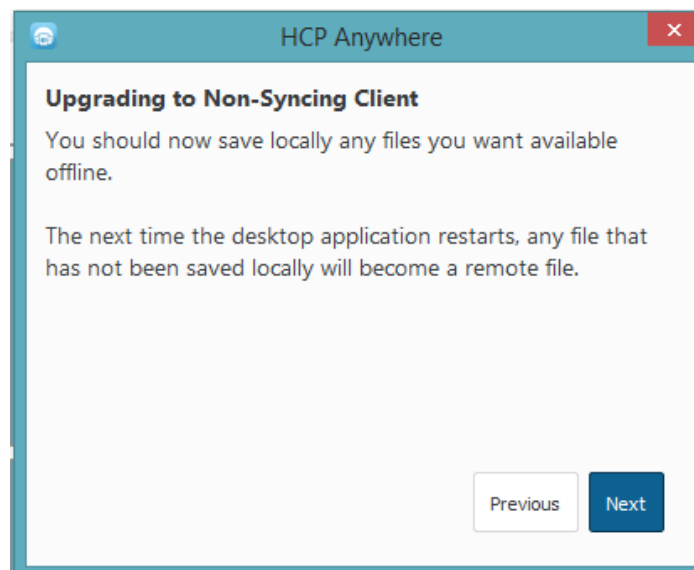 HCP Anywhere
Upgrading to Non-Syncing Client
You should now save locally any files you want available
offline.
The next time the desktop application restarts, any file that
has not been saved locally will become a remote file.
Previous
Next